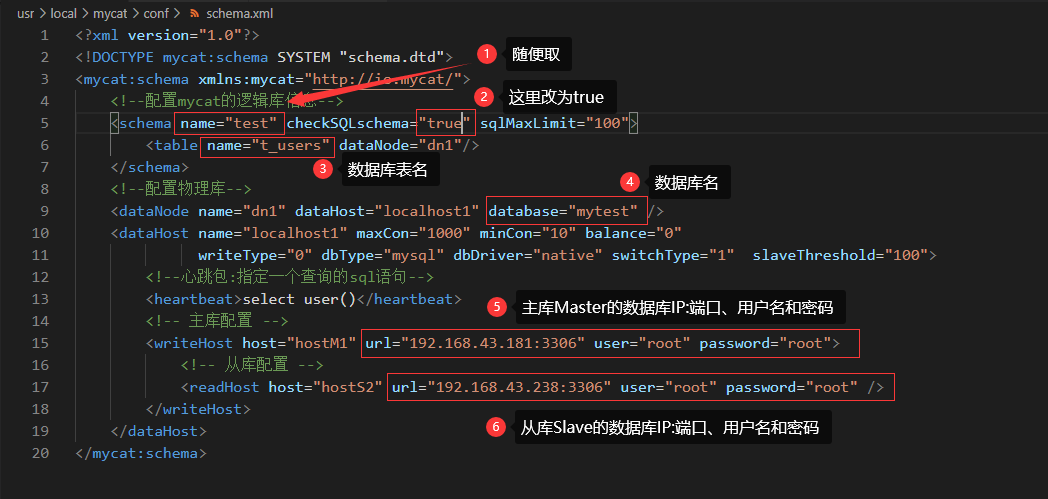 usr > local > mycat > conf > schema.xml
1 <?xml version="1.0"?>
2 <!DOCTYPE mycat:schema SYSTEM "schema.dtd">
1 随便取
3 <mycat:schema xmlns:mycat="http://io.mycat/">
4 <!--配置mycat的逻辑库信息-->
2 这里改为true
5 <schema name="test" checkSQLschema="true" sqlMaxLimit="100">
6 <table name="t_users" dataNode="dn1"/>
3 数据库表名
7 </schema>
4 数据库名
8 <!--配置物理库-->
9 <dataNode name="dn1" dataHost="localhost1" database="mytest" />
10 <dataHost name="localhost1" maxCon="1000" minCon="10" balance="0"
11 writeType="0" dbType="mysql" dbDriver="native" switchType="1" slaveThreshold="100">
12 <!--心跳包:指定一个查询的sql语句-->
13 <heartbeat>select user()</heartbeat>
5 主库Master的数据库IP:端口、用户名和密码
14 <!-- 主库配置 -->
15 <writeHost host="hostM1" url="192.168.43.181:3306" user="root" password="root">
16 <!-- 从库配置 -->
17 <readHost host="hostS2" url="192.168.43.238:3306" user="root" password="root" />
18 </writeHost>
6 从库Slave的数据库IP:端口、用户名和密码
19 </dataHost>
20 </mycat:schema>